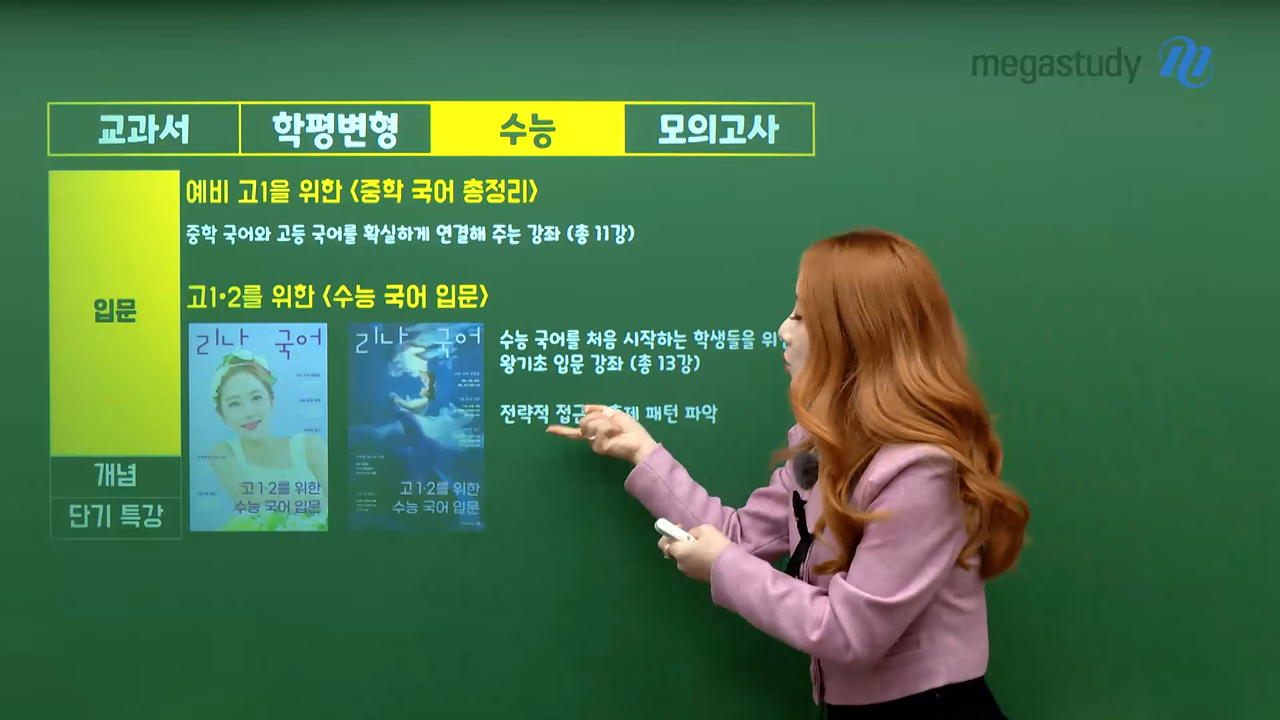 megastudy
교과서 학평변형 수능 모의고사
입문
예비 고1을 위한 <중학 국어 총정리>
중학 국어와 고등 국어를 확실하게 연결해 주는 강좌 (총 11강)
고1·2를 위한 <수능 국어 입문>
리나 국어
고 1·2를 위한
수능 국어 입문
리나 국어
고 1·2를 위한
수능 국어 입문
수능 국어를 처음 시작하는 학생들을
왕기초 입문 강좌 (총 13강)
전략적 패턴 파악
개념
단기 특강